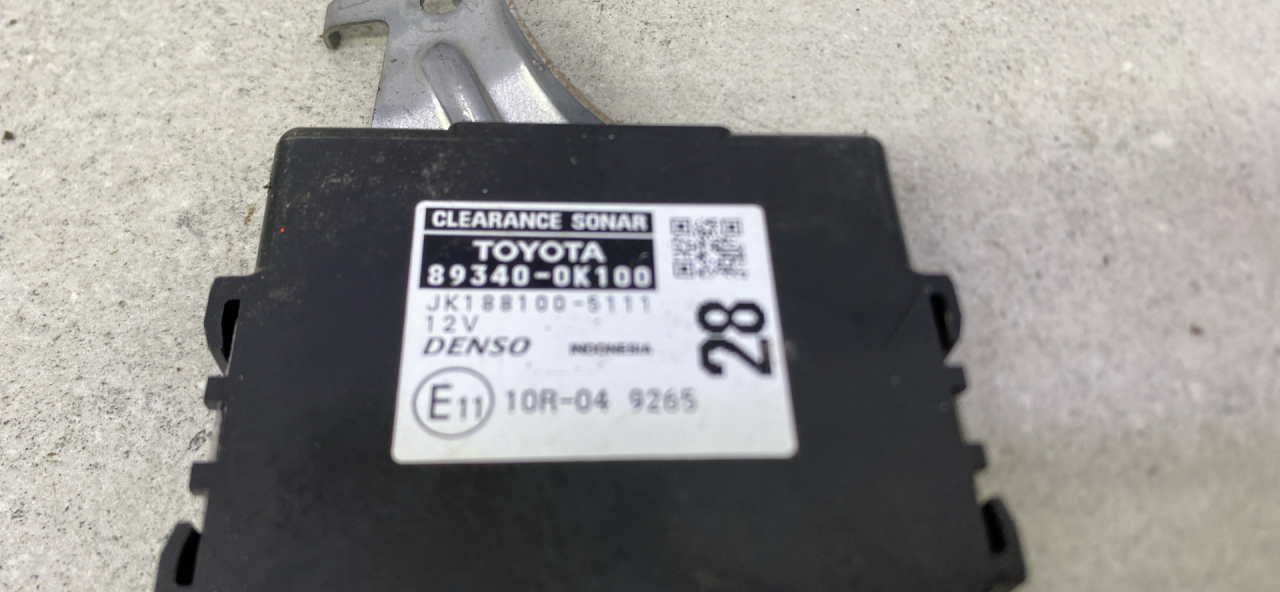 CLEARANCE SONAR
TOYOTA
89340-0K100
JK188100-5111
12V
DENSO INDONESIA
28
E11 10R-04 9265